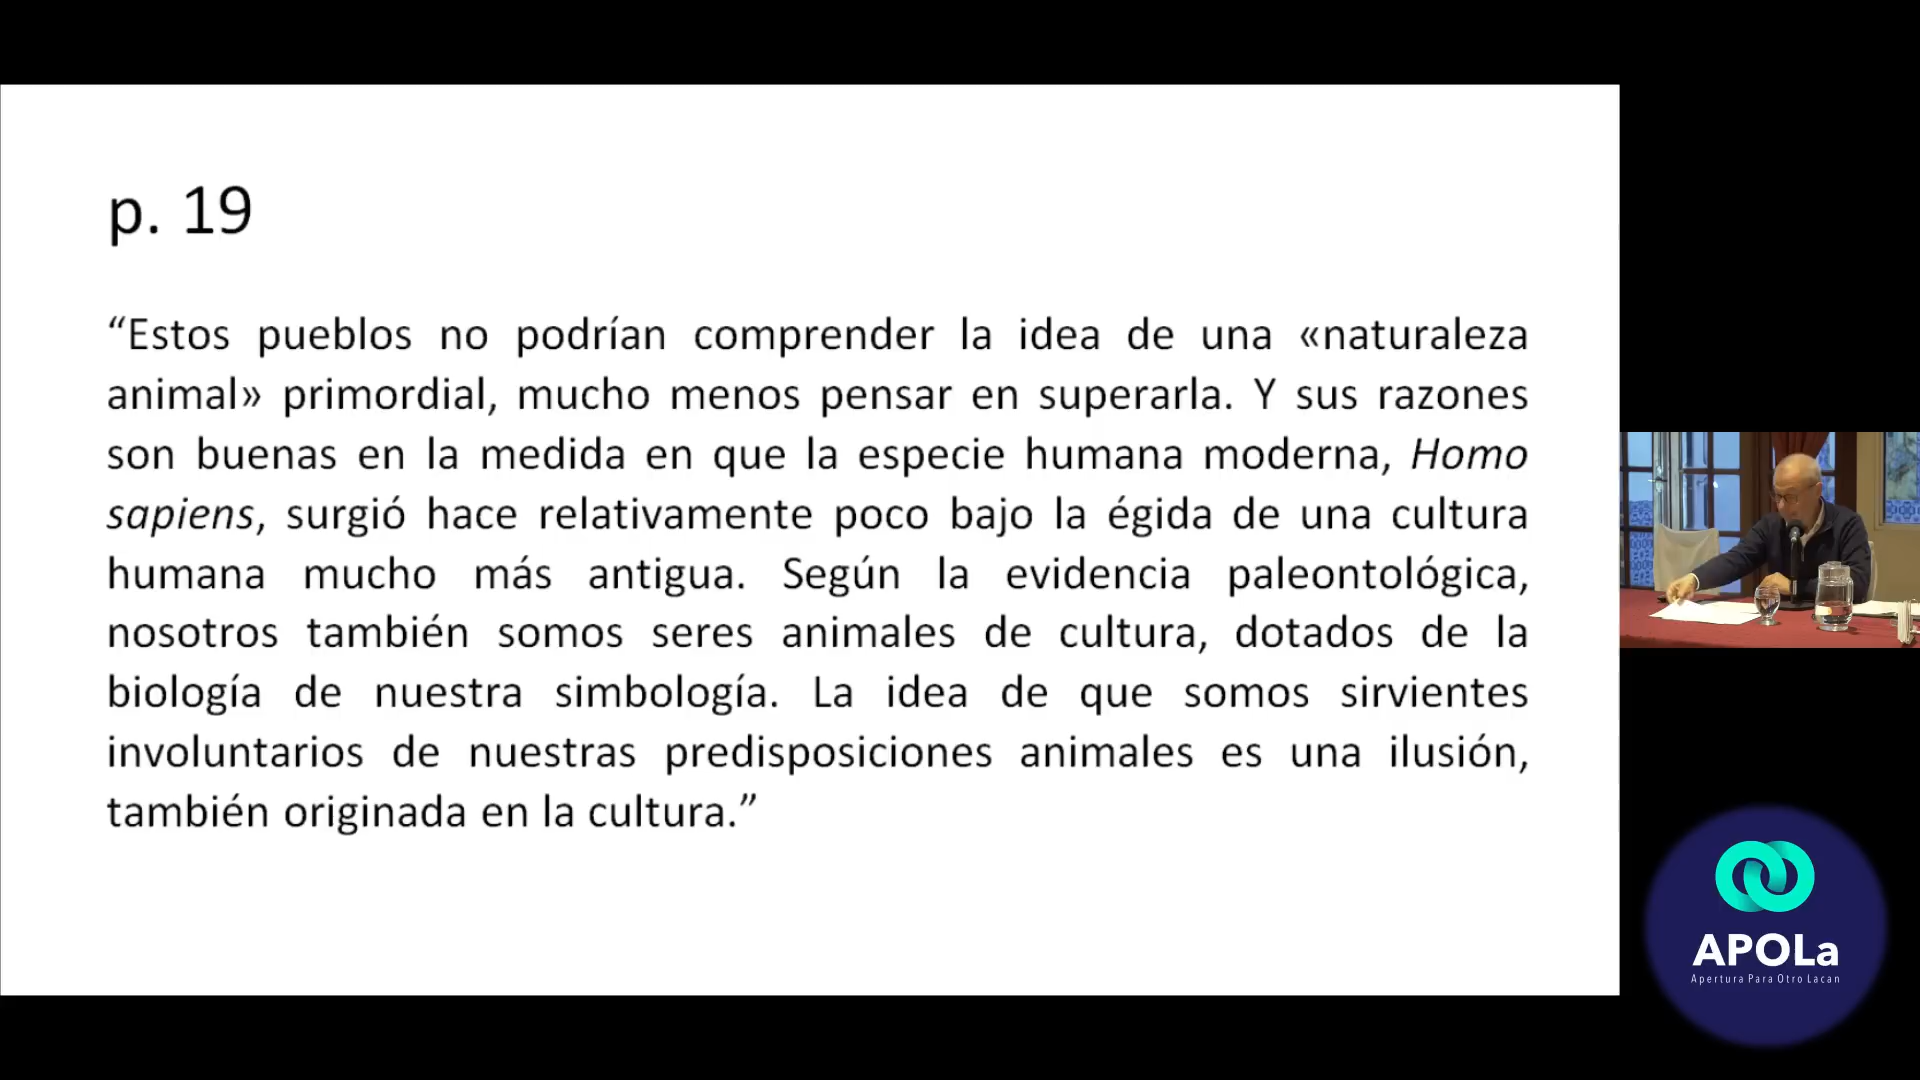 p. 19
“Estos pueblos no podrían comprender la idea de una «naturaleza
animal» primordial, mucho menos pensar en superarla. Y sus razones
son buenas en la medida en que la especie humana moderna, Homo
sapiens, surgió hace relativamente poco bajo la égida de una cultura
humana mucho más antigua. Según la evidencia paleontológica,
nosotros también somos seres animales de cultura, dotados de la
biología de nuestra simbología. La idea de que somos sirvientes
involuntarios de nuestras predisposiciones animales es una ilusión,
también originada en la cultura.”
APOLa
Apertura Para Otro Lacan